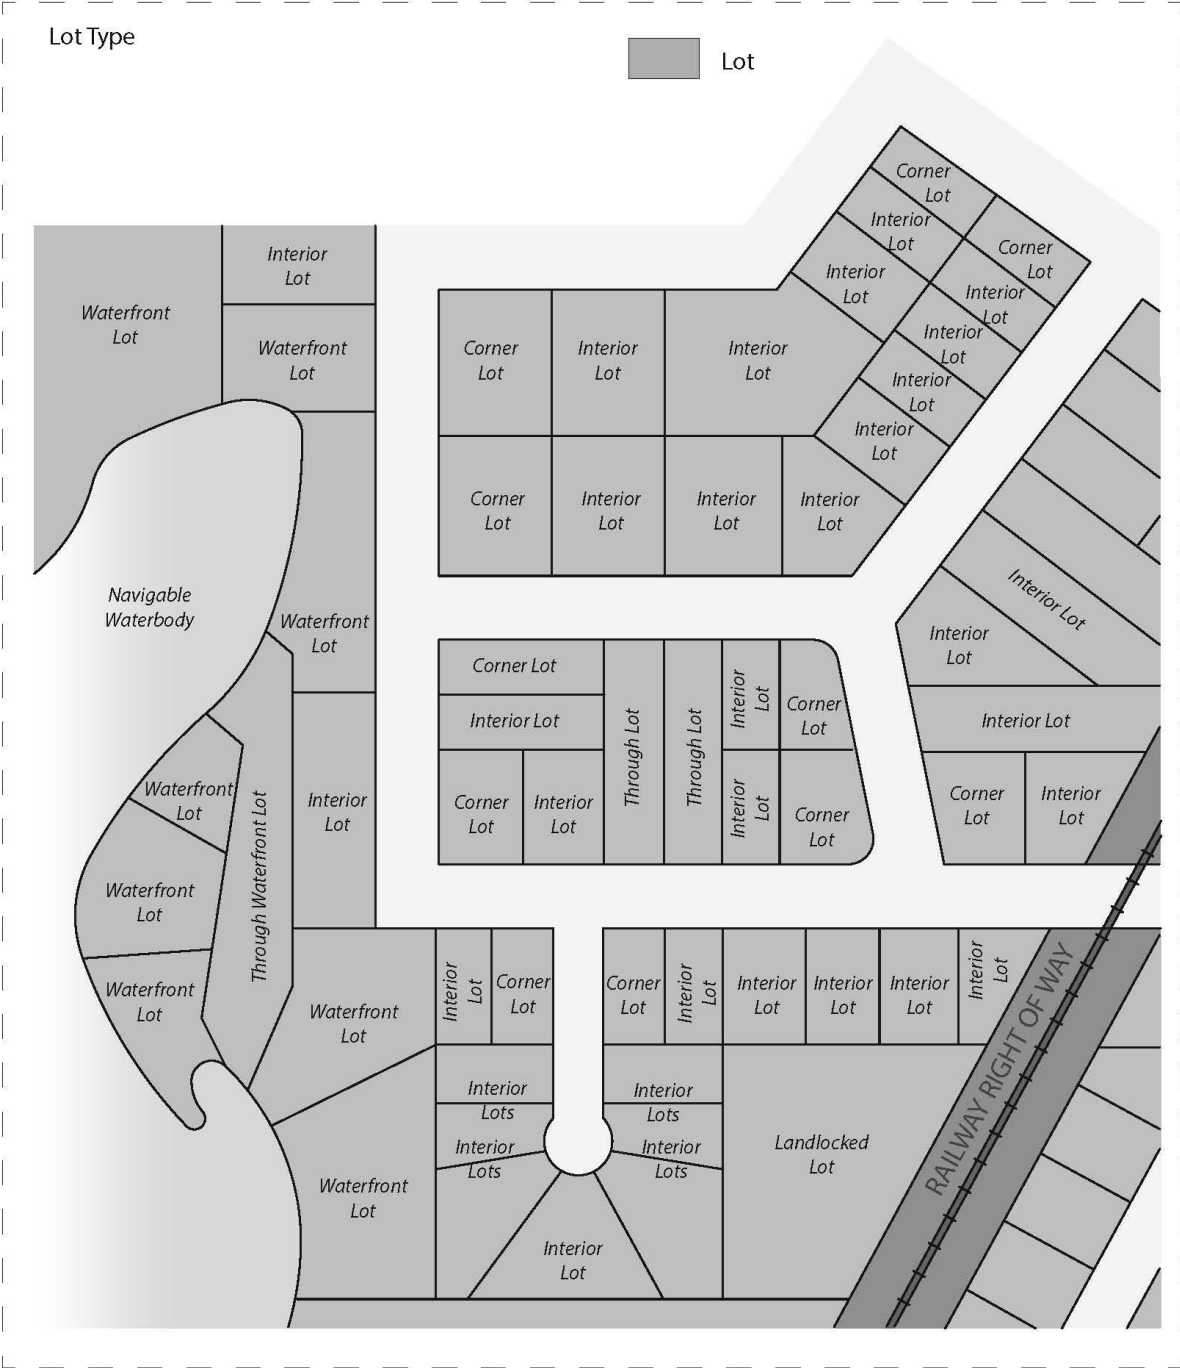 Lot Type
Lot
Corner
Lot
Interior
Lot
Corner
Lot
Interior
Lot
Interior
Lot
Waterfront
Lot
Interior
Lot
Waterfront
Lot
Corner
Lot
Interior
Lot
Interior
Lot
Interior
Lot
Interior
Lot
Interior
Lot
Corner
Lot
Interior
Lot
Interior
Lot
Interior
Lot
Navigable
Waterbody
Waterfront
Lot
Interior Lot
Interior
Lot
Corner Lot
Interior Lot
Through Lot
Through Lot
Interior
Lot
Corner
Lot
Interior Lot
Waterfront
Lot
Through Waterfront Lot
Interior
Lot
Corner
Lot
Interior
Lot
Interior
Lot
Corner
Lot
Corner
Lot
Interior
Lot
Waterfront
Lot
Waterfront
Lot
Waterfront
Lot
Interior
Lot
Corner
Lot
Corner
Lot
Interior
Lot
Interior
Lot
Interior
Lot
Interior
Lot
Interior
Lot
RAILWAY RIGHT OF WAY
Interior
Lots
Interior
Lots
Interior
Lots
Interior
Lots
Landlocked
Lot
Waterfront
Lot
Interior
Lot